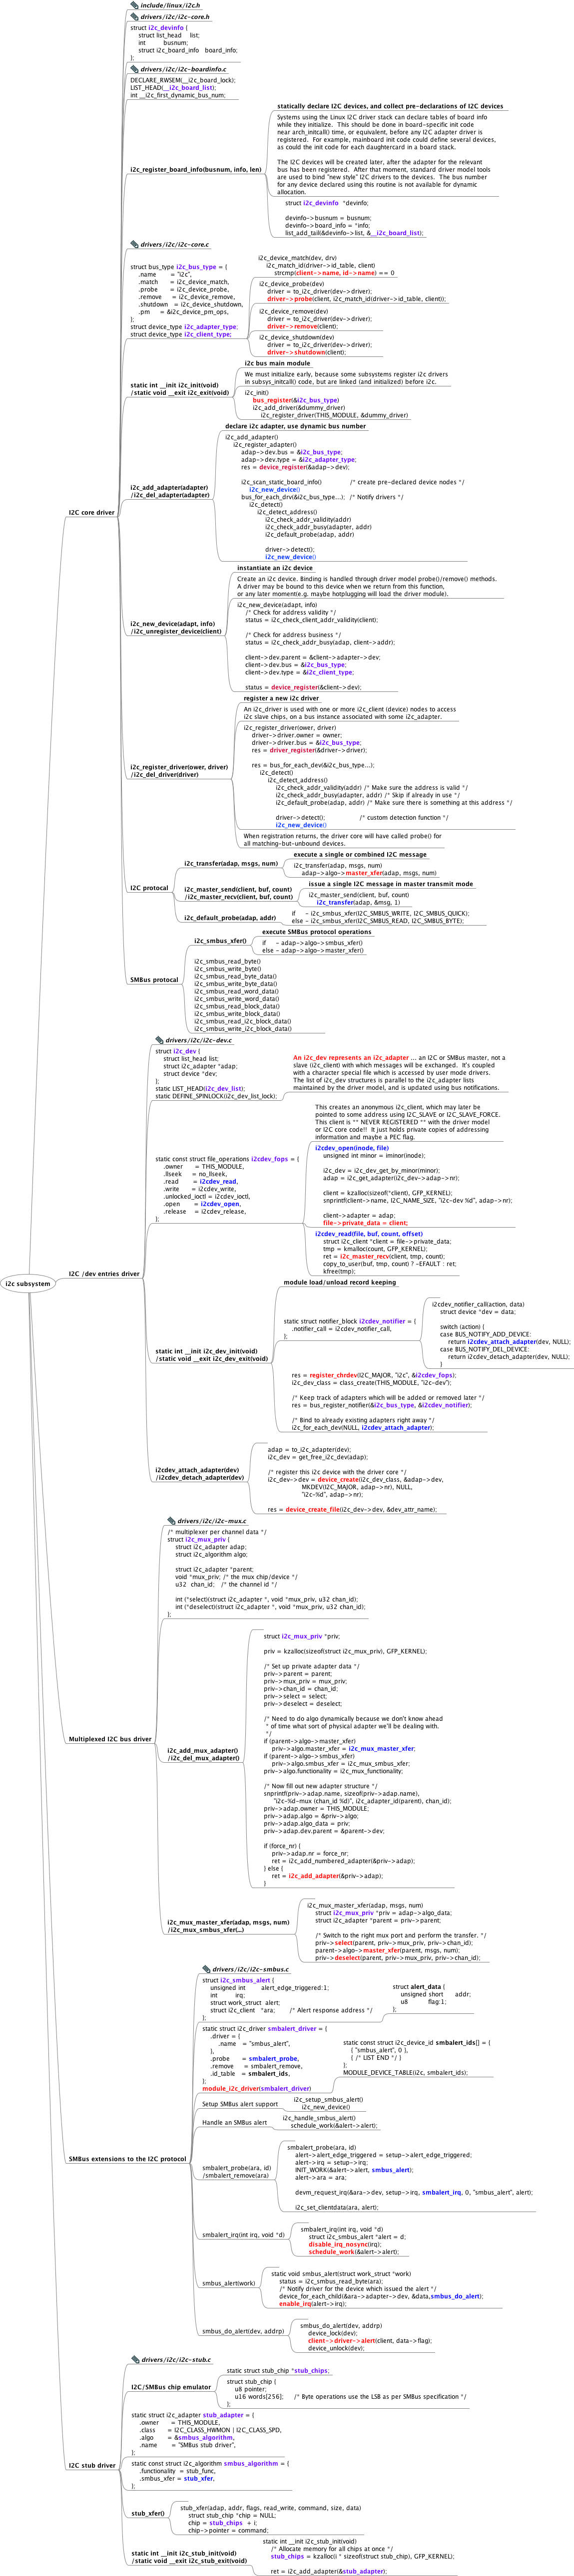 include/linux/i2c.h
drivers/i2c/i2c-core.h
struct i2c_devinfo {
struct list_head list;
int busnum;
struct i2c_board_info board_info;
};
drivers/i2c/i2c-boardinfo.c
DECLARE_RWSEM(__i2c_board_lock);
LIST_HEAD(__i2c_board_list);
int __i2c_first_dynamic_bus_num;
i2c_register_board_info(busnum, info, len)
statically declare I2C devices, and collect pre-declarations of I2C devices
Systems using the Linux I2C driver stack can declare tables of board info
while they initialize. This should be done in board-specific init code
near arch_initcall() time, or equivalent, before any I2C adapter driver is
registered. For example, mainboard init code could define several devices,
as could the init code for each daughtercard in a board stack.
The I2C devices will be created later, after the adapter for the relevant
bus has been registered. After that moment, standard driver model tools
are used to bind "new style" I2C drivers to the devices. The bus number
for any device declared using this routine is not available for dynamic
allocation.
struct i2c_devinfo *devinfo;
devinfo->busnum = busnum;
devinfo->board_info = *info;
list_add_tail(&devinfo->list, &__i2c_board_list);
drivers/i2c/i2c-core.c
struct bus_type i2c_bus_type = {
.name = "i2c",
.match = i2c_device_match,
.probe = i2c_device_probe,
.remove = i2c_device_remove,
.shutdown = i2c_device_shutdown,
.pm = &i2c_device_pm_ops,
};
struct device_type i2c_adapter_type;
struct device_type i2c_client_type;
i2c_device_match(dev, drv)
i2c_match_id(driver->id_table, client)
strcmp(client->name, id->name) == 0
i2c_device_probe(dev)
driver = to_i2c_driver(dev->driver);
driver->probe(client, i2c_match_id(driver->id_table, client));
i2c_device_remove(dev)
driver = to_i2c_driver(dev->driver);
driver->remove(client);
i2c_device_shutdown(dev)
driver = to_i2c_driver(dev->driver);
driver->shutdown(client);
static int __init i2c_init(void)
/static void __exit i2c_exit(void)
i2c bus main module
We must initialize early, because some subsystems register i2c drivers
in subsys_initcall() code, but are linked (and initialized) before i2c.
i2c_init()
bus_register(&i2c_bus_type)
i2c_add_driver(&dummy_driver)
i2c_register_driver(THIS_MODULE, &dummy_driver)
i2c_add_adapter(adapter)
/i2c_del_adapter(adapter)
declare i2c adapter, use dynamic bus number
i2c_add_adapter()
i2c_register_adapter()
adap->dev.bus = &i2c_bus_type;
adap->dev.type = &i2c_adapter_type;
res = device_register(&adap->dev);
i2c_scan_static_board_info() /* create pre-declared device nodes */
i2c_new_device()
bus_for_each_drv(&i2c_bus_type...); /* Notify drivers */
i2c_detect()
i2c_detect_address()
i2c_check_addr_validity(addr)
i2c_check_addr_busy(adapter, addr)
i2c_default_probe(adap, addr)
driver->detect();
i2c_new_device()
I2C core driver
i2c_new_device(adapt, info)
/i2c_unregister_device(client)
instantiate an i2c device
Create an i2c device. Binding is handled through driver model probe()/remove() methods.
A driver may be bound to this device when we return from this function,
or any later moment(e.g. maybe hotplugging will load the driver module).
i2c_new_device(adapt, info)
/* Check for address validity */
status = i2c_check_client_addr_validity(client);
/* Check for address business */
status = i2c_check_addr_busy(adap, client->addr);
client->dev.parent = &client->adapter->dev;
client->dev.bus = &i2c_bus_type;
client->dev.type = &i2c_client_type;
status = device_register(&client->dev);
i2c_register_driver(ower, driver)
/i2c_del_driver(driver)
register a new i2c driver
An i2c_driver is used with one or more i2c_client (device) nodes to access
i2c slave chips, on a bus instance associated with some i2c_adapter.
i2c_register_driver(ower, driver)
driver->driver.owner = owner;
driver->driver.bus = &i2c_bus_type;
res = driver_register(&driver->driver);
res = bus_for_each_dev(&i2c_bus_type...);
i2c_detect()
i2c_detect_address()
i2c_check_addr_validity(addr) /* Make sure the address is valid */
i2c_check_addr_busy(adapter, addr) /* Skip if already in use */
i2c_default_probe(adap, addr) /* Make sure there is something at this address */
driver->detect(); /* custom detection function */
i2c_new_device()
When registration returns, the driver core will have called probe() for
all matching-but-unbound devices.
I2C protocal
i2c_transfer(adap, msgs, num)
execute a single or combined I2C message
i2c_transfer(adap, msgs, num)
adap->algo->master_xfer(adap, msgs, num)
i2c_master_send(client, buf, count)
/i2c_master_recv(client, buf, count)
issue a single I2C message in master transmit mode
i2c_master_send(client, buf, count)
i2c_transfer(adap, &msg, 1)
i2c_default_probe(adap, addr)
if - i2c_smbus_xfer(I2C_SMBUS_WRITE, I2C_SMBUS_QUICK);
else - i2c_smbus_xfer(I2C_SMBUS_READ, I2C_SMBUS_BYTE);
SMBus protocal
i2c_smbus_xfer()
execute SMBus protocol operations
if - adap->algo->smbus_xfer()
else - adap->algo->master_xfer()
i2c_smbus_read_byte()
i2c_smbus_write_byte()
i2c_smbus_read_byte_data()
i2c_smbus_write_byte_data()
i2c_smbus_read_word_data()
i2c_smbus_write_word_data()
i2c_smbus_read_block_data()
i2c_smbus_write_block_data()
i2c_smbus_read_i2c_block_data()
i2c_smbus_write_i2c_block_data()
i2c subsystem
I2C /dev entries driver
drivers/i2c/i2c-dev.c
struct i2c_dev {
struct list_head list;
struct i2c_adapter *adap;
struct device *dev;
};
static LIST_HEAD(i2c_dev_list);
static DEFINE_SPINLOCK(i2c_dev_list_lock);
An i2c_dev represents an i2c_adapter ... an I2C or SMBus master, not a
slave (i2c_client) with which messages will be exchanged. It's coupled
with a character special file which is accessed by user mode drivers.
The list of i2c_dev structures is parallel to the i2c_adapter lists
maintained by the driver model, and is updated using bus notifications.
static const struct file_operations i2cdev_fops = {
.owner = THIS_MODULE,
.llseek = no_llseek,
.read = i2cdev_read,
.write = i2cdev_write,
.unlocked_ioctl = i2cdev_ioctl,
.open = i2cdev_open,
.release = i2cdev_release,
};
This creates an anonymous i2c_client, which may later be
pointed to some address using I2C_SLAVE or I2C_SLAVE_FORCE.
This client is ** NEVER REGISTERED ** with the driver model
or I2C core code!! It just holds private copies of addressing
information and maybe a PEC flag.
i2cdev_open(inode, file)
unsigned int minor = iminor(inode);
i2c_dev = i2c_dev_get_by_minor(minor);
adap = i2c_get_adapter(i2c_dev->adap->nr);
client = kzalloc(sizeof(*client), GFP_KERNEL);
snprintf(client->name, I2C_NAME_SIZE, "i2c-dev %d", adap->nr);
client->adapter = adap;
file->private_data = client;
i2cdev_read(file, buf, count, offset)
struct i2c_client *client = file->private_data;
tmp = kmalloc(count, GFP_KERNEL);
ret = i2c_master_recv(client, tmp, count);
copy_to_user(buf, tmp, count) ? -EFAULT : ret;
kfree(tmp);
static int __init i2c_dev_init(void)
/static void __exit i2c_dev_exit(void)
module load/unload record keeping
static struct notifier_block i2cdev_notifier = {
.notifier_call = i2cdev_notifier_call,
};
i2cdev_notifier_call(action, data)
struct device *dev = data;
switch (action) {
case BUS_NOTIFY_ADD_DEVICE:
return i2cdev_attach_adapter(dev, NULL);
case BUS_NOTIFY_DEL_DEVICE:
return i2cdev_detach_adapter(dev, NULL);
}
res = register_chrdev(I2C_MAJOR, "i2c", &i2cdev_fops);
i2c_dev_class = class_create(THIS_MODULE, "i2c-dev");
/* Keep track of adapters which will be added or removed later */
res = bus_register_notifier(&i2c_bus_type, &i2cdev_notifier);
/* Bind to already existing adapters right away */
i2c_for_each_dev(NULL, i2cdev_attach_adapter);
i2cdev_attach_adapter(dev)
/i2cdev_detach_adapter(dev)
adap = to_i2c_adapter(dev);
i2c_dev = get_free_i2c_dev(adap);
/* register this i2c device with the driver core */
i2c_dev->dev = device_create(i2c_dev_class, &adap->dev,
MKDEV(I2C_MAJOR, adap->nr), NULL,
"i2c-%d", adap->nr);
res = device_create_file(i2c_dev->dev, &dev_attr_name);
Multiplexed I2C bus driver
drivers/i2c/i2c-mux.c
/* multiplexer per channel data */
struct i2c_mux_priv {
struct i2c_adapter adap;
struct i2c_algorithm algo;
struct i2c_adapter *parent;
void *mux_priv; /* the mux chip/device */
u32 chan_id; /* the channel id */
int (*select)(struct i2c_adapter *, void *mux_priv, u32 chan_id);
int (*deselect)(struct i2c_adapter *, void *mux_priv, u32 chan_id);
};
i2c_add_mux_adapter()
/i2c_del_mux_adapter()
struct i2c_mux_priv *priv;
priv = kzalloc(sizeof(struct i2c_mux_priv), GFP_KERNEL);
/* Set up private adapter data */
priv->parent = parent;
priv->mux_priv = mux_priv;
priv->chan_id = chan_id;
priv->select = select;
priv->deselect = deselect;
/* Need to do algo dynamically because we don't know ahead
* of time what sort of physical adapter we'll be dealing with.
*/
if (parent->algo->master_xfer)
priv->algo.master_xfer = i2c_mux_master_xfer;
if (parent->algo->smbus_xfer)
priv->algo.smbus_xfer = i2c_mux_smbus_xfer;
priv->algo.functionality = i2c_mux_functionality;
/* Now fill out new adapter structure */
snprintf(priv->adap.name, sizeof(priv->adap.name),
"i2c-%d-mux (chan_id %d)", i2c_adapter_id(parent), chan_id);
priv->adap.owner = THIS_MODULE;
priv->adap.algo = &priv->algo;
priv->adap.algo_data = priv;
priv->adap.dev.parent = &parent->dev;
if (force_nr) {
priv->adap.nr = force_nr;
ret = i2c_add_numbered_adapter(&priv->adap);
} else {
ret = i2c_add_adapter(&priv->adap);
}
i2c_mux_master_xfer(adap, msgs, num)
/i2c_mux_smbus_xfer(...)
i2c_mux_master_xfer(adap, msgs, num)
struct i2c_mux_priv *priv = adap->algo_data;
struct i2c_adapter *parent = priv->parent;
/* Switch to the right mux port and perform the transfer. */
priv->select(parent, priv->mux_priv, priv->chan_id);
parent->algo->master_xfer(parent, msgs, num);
priv->deselect(parent, priv->mux_priv, priv->chan_id);
SMBus extensions to the I2C protocol
drivers/i2c/i2c-smbus.c
struct i2c_smbus_alert {
unsigned int alert_edge_triggered:1;
int irq;
struct work_struct alert;
struct i2c_client *ara; /* Alert response address */
};
struct alert_data {
unsigned short addr;
u8 flag:1;
};
static struct i2c_driver smbalert_driver = {
.driver = {
.name = "smbus_alert",
},
.probe = smbalert_probe,
.remove = smbalert_remove,
.id_table = smbalert_ids,
};
module_i2c_driver(smbalert_driver)
static const struct i2c_device_id smbalert_ids[] = {
{ "smbus_alert", 0 },
{ /* LIST END */ }
};
MODULE_DEVICE_TABLE(i2c, smbalert_ids);
Setup SMBus alert support
i2c_setup_smbus_alert()
i2c_new_device()
Handle an SMBus alert
i2c_handle_smbus_alert()
schedule_work(&alert->alert);
smbalert_probe(ara, id)
/smbalert_remove(ara)
smbalert_probe(ara, id)
alert->alert_edge_triggered = setup->alert_edge_triggered;
alert->irq = setup->irq;
INIT_WORK(&alert->alert, smbus_alert);
alert->ara = ara;
devm_request_irq(&ara->dev, setup->irq, smbalert_irq, 0, "smbus_alert", alert);
i2c_set_clientdata(ara, alert);
smbalert_irq(int irq, void *d)
smbalert_irq(int irq, void *d)
struct i2c_smbus_alert *alert = d;
disable_irq_nosync(irq);
schedule_work(&alert->alert);
smbus_alert(work)
static void smbus_alert(struct work_struct *work)
status = i2c_smbus_read_byte(ara);
/* Notify driver for the device which issued the alert */
device_for_each_child(&ara->adapter->dev, &data,smbus_do_alert);
enable_irq(alert->irq);
smbus_do_alert(dev, addrp)
smbus_do_alert(dev, addrp)
device_lock(dev);
client->driver->alert(client, data->flag);
device_unlock(dev);
I2C stub driver
drivers/i2c/i2c-stub.c
I2C/SMBus chip emulator
static struct stub_chip *stub_chips;
struct stub_chip {
u8 pointer;
u16 words[256]; /* Byte operations use the LSB as per SMBus specification */
};
static struct i2c_adapter stub_adapter = {
.owner = THIS_MODULE,
.class = I2C_CLASS_HWMON | I2C_CLASS_SPD,
.algo = &smbus_algorithm,
.name = "SMBus stub driver",
};
static const struct i2c_algorithm smbus_algorithm = {
.functionality = stub_func,
.smbus_xfer = stub_xfer,
};
stub_xfer()
stub_xfer(adap, addr, flags, read_write, command, size, data)
struct stub_chip *chip = NULL;
chip = stub_chips + i;
chip->pointer = command;
static int __init i2c_stub_init(void)
/static void __exit i2c_stub_exit(void)
static int __init i2c_stub_init(void)
/* Allocate memory for all chips at once */
stub_chips = kzalloc(i * sizeof(struct stub_chip), GFP_KERNEL);
ret = i2c_add_adapter(&stub_adapter);